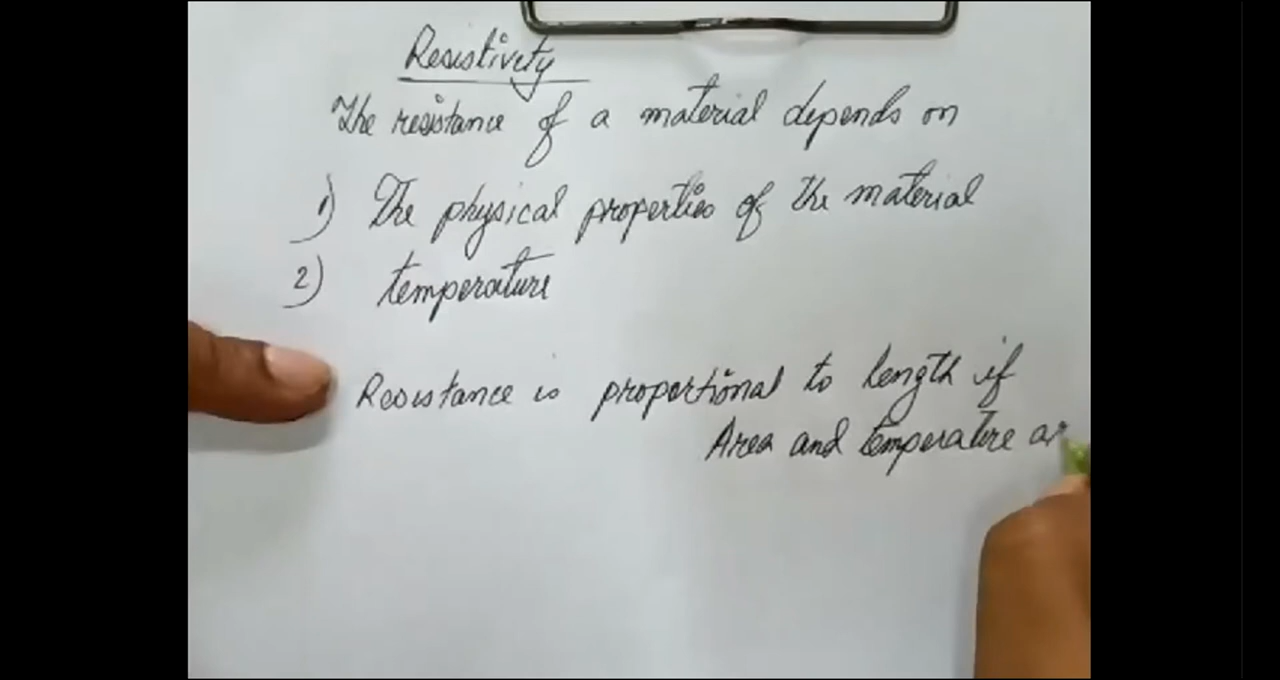 Resistivity
The resistance of a material depends on
1) The physical properties of the material
2) temperature
Resistance is proportional to length if
Area and temperature ar